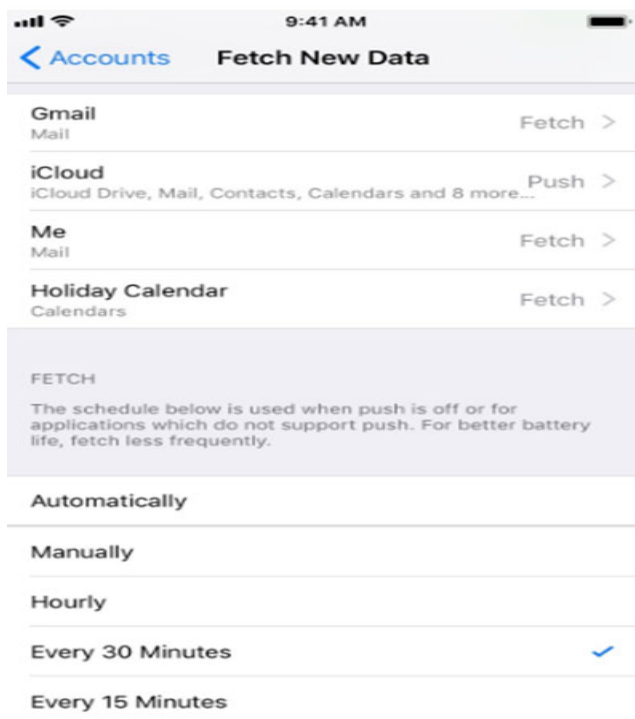 9:41 AM
Accounts Fetch New Data
Gmail
Mail
Fetch
iCloud
iCloud Drive, Mail, Contacts, Calendars and 8 more...
Push
Me
Mail
Fetch
Holiday Calendar
Calendars
Fetch
FETCH
The schedule below is used when push is off or for
applications which do not support push. For better battery
life, fetch less frequently.
Automatically
Manually
Hourly
Every 30 Minutes
Every 15 Minutes